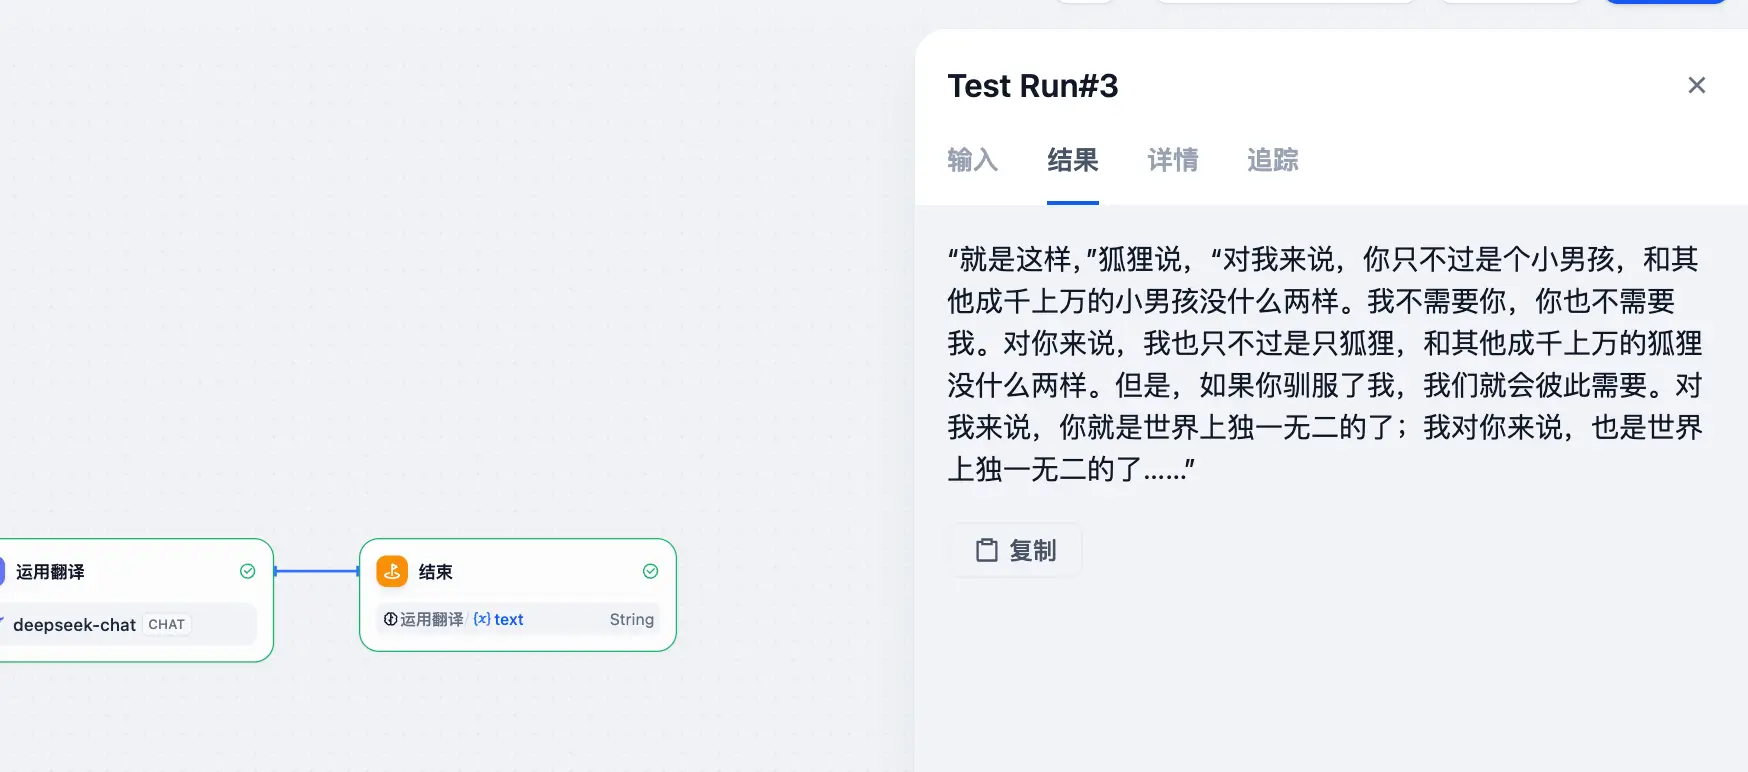 Test Run#3
输入 结果 详情 追踪
“就是这样，”狐狸说，“对我来说，你只不过是个小男孩，和其
他成千上万的小男孩没什么两样。我不需要你，你也不需要
我。对你来说，我也只不过是只狐狸，和其他成千上万的狐狸
没什么两样。但是，如果你驯服了我，我们就会彼此需要。对
我来说，你就是世界上独一无二的了；我对你来说，也是世界
上独一无二的了……”
复制
运用翻译
deepseek-chat CHAT
结束
运用翻译/{x} text String